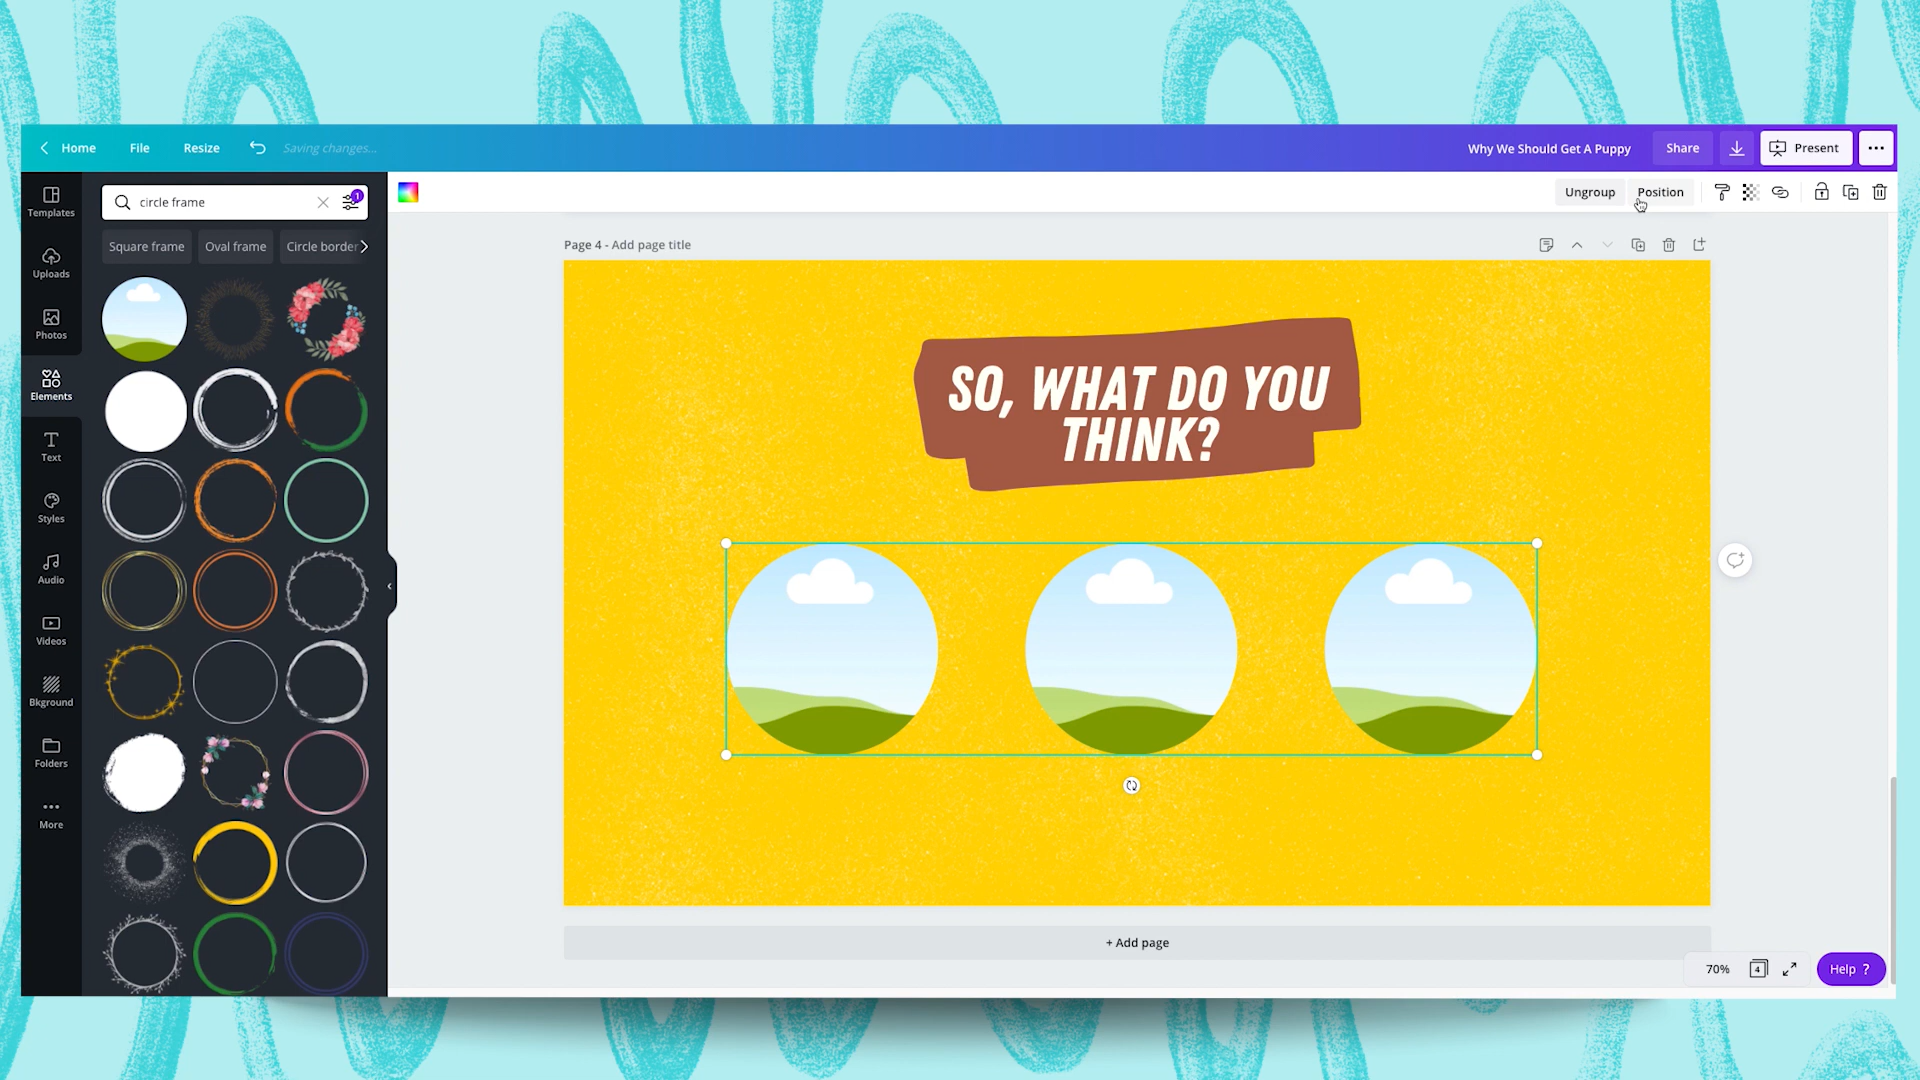 Home
File
Resize
Saving changes...
Why We Should Get A Puppy
Share
Present
Templates
Uploads
Photos
Elements
Text
Styles
Audio
Videos
Bkground
Folders
More
circle frame
1
Square frame
Oval frame
Circle border
Ungroup
Position
Page 4 - Add page title
SO, WHAT DO YOU
THINK?
+ Add page
70%
4
Help ?